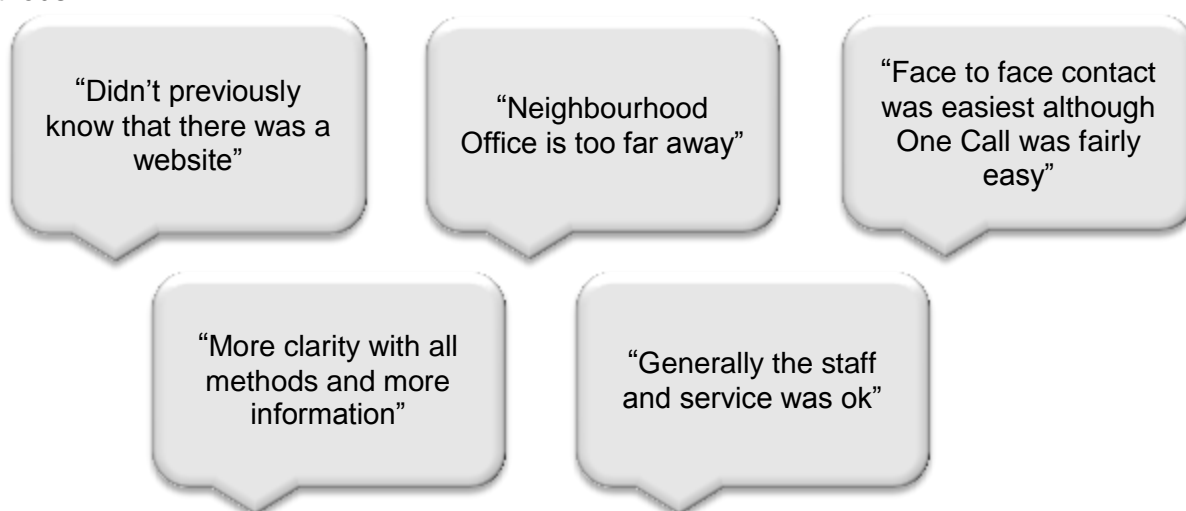 “Didn’t previously
know that there was a
website”
“Neighbourhood
Office is too far away”
“Face to face contact
was easiest although
One Call was fairly
easy”
“More clarity with all
methods and more
information”
“Generally the staff
and service was ok”